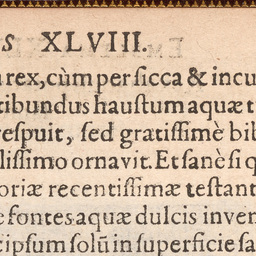 S XLVIII.
rex, cùm per sicca & incu
tibundus haustum aquæ t
respuit, sed gratissimè bib
lissimo ornavit. Et sanè si q
oriæ recentissimæ testant
e fontes aquæ dulcis inven
ipsum solũ in superficie sa